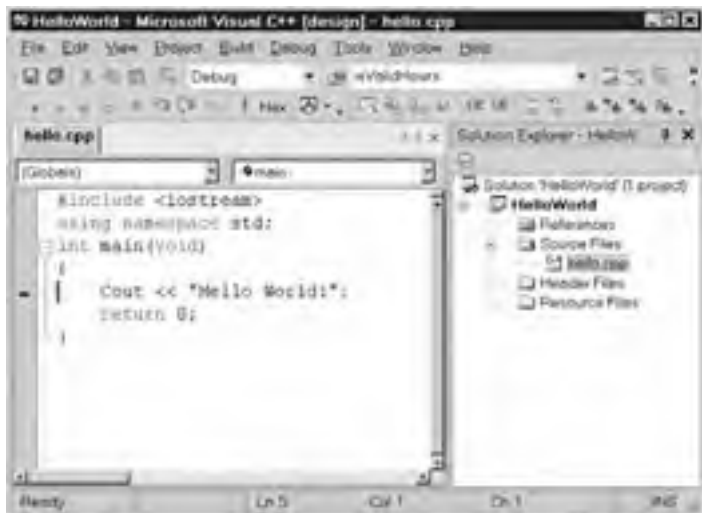 HelloWorld - Microsoft Visual C++ [design] - hello.cpp
File Edit View Project Build Debug Tools Window Help
Debug
Hex
hello.cpp
Solution Explorer - HelloW
(Globals)
main
#include <iostream>
using namespace std;
int main(void)
{
Cout << "Hello World!";
return 0;
}
Solution 'HelloWorld' (1 project)
HelloWorld
References
Source Files
hello.cpp
Header Files
Resource Files
Ready Ln 5 Col 1 Ch 1 INS